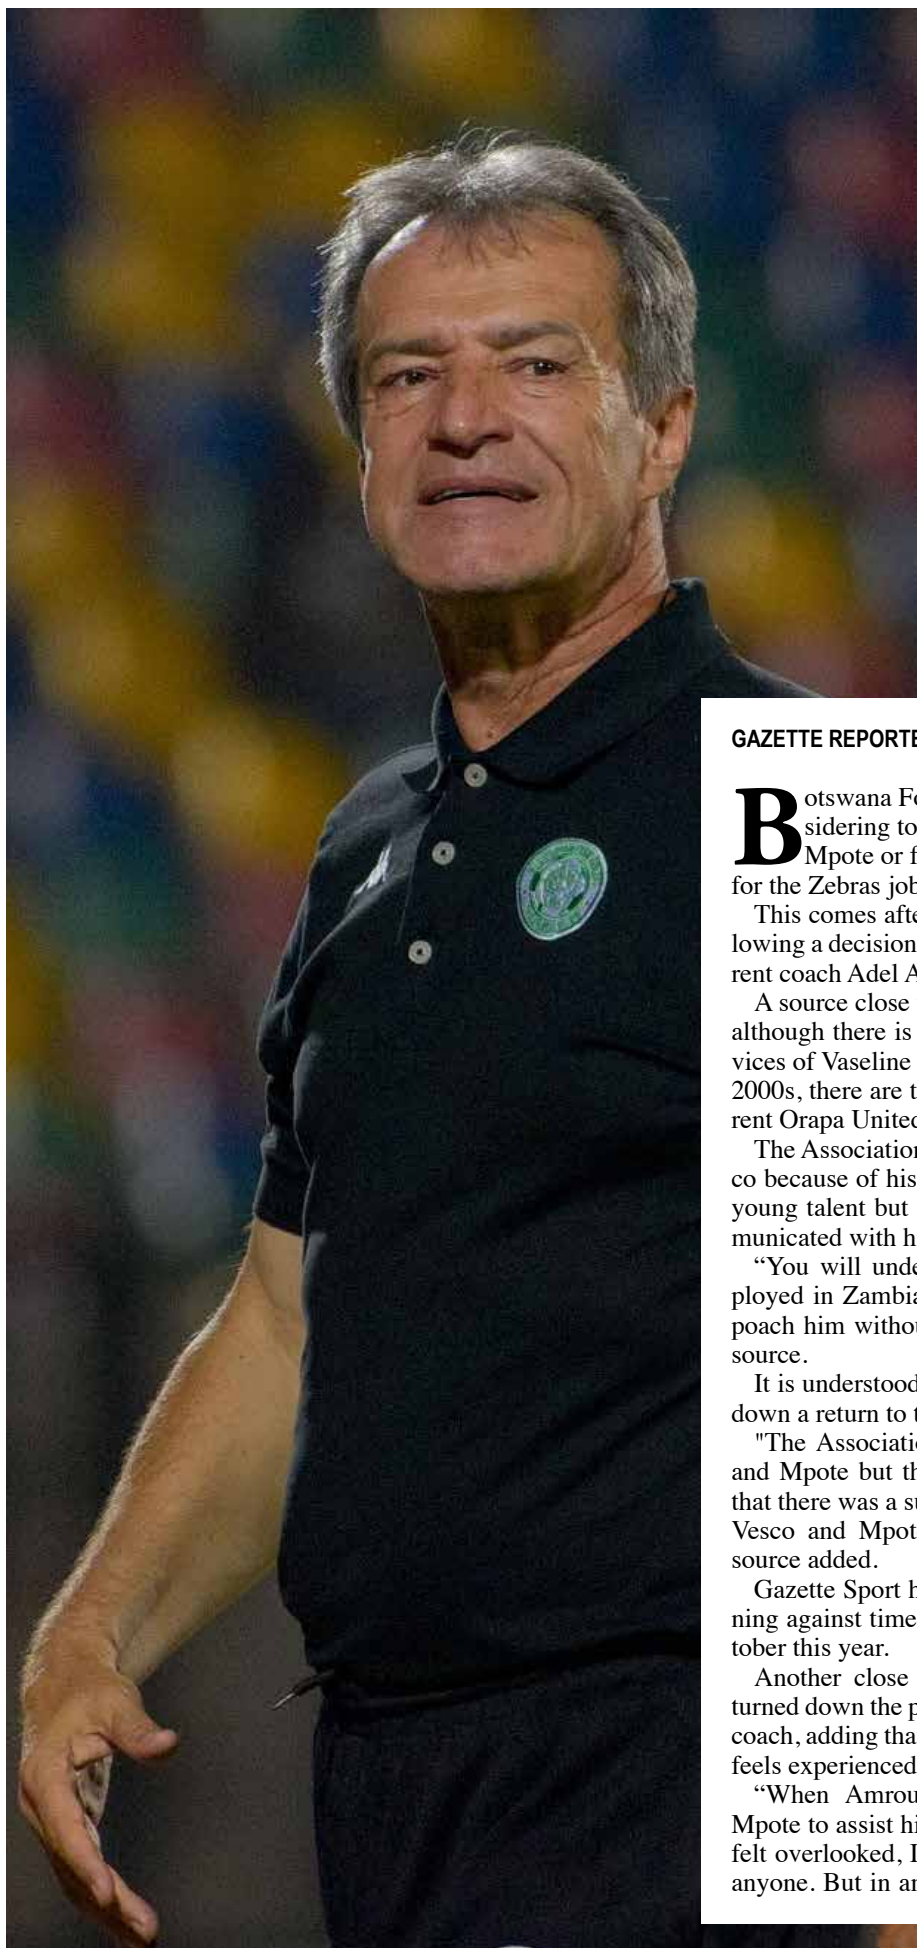 GAZETTE REPORTE
Botswana Fo
sidering to
Mpote or f
for the Zebras job
This comes afte
lowing a decision
rent coach Adel A
A source close
although there is
vices of Vaseline
2000s, there are t
rent Orapa United
The Association
co because of his
young talent but
municated with h
“You will unde
ployed in Zambia
poach him withou
source.
It is understood
down a return to t
"The Associatio
and Mpote but th
that there was a su
Vesco and Mpot
source added.
Gazette Sport h
ning against time
tober this year.
Another close
turned down the p
coach, adding tha
feels experienced
“When Amrou
Mpote to assist hi
felt overlooked, I
anyone. But in an